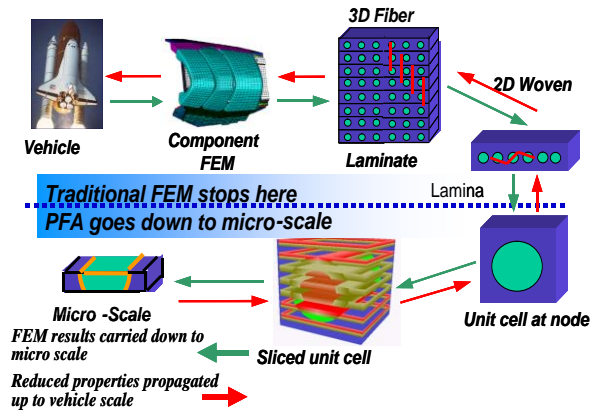 3D Fiber
2D Woven
Vehicle
Component
FEM
Laminate
Traditional FEM stops here
Lamina
PFA goes down to micro-scale
Micro -Scale
Unit cell at node
FEM results carried down to
micro scale
Sliced unit cell
Reduced properties propagated
up to vehicle scale